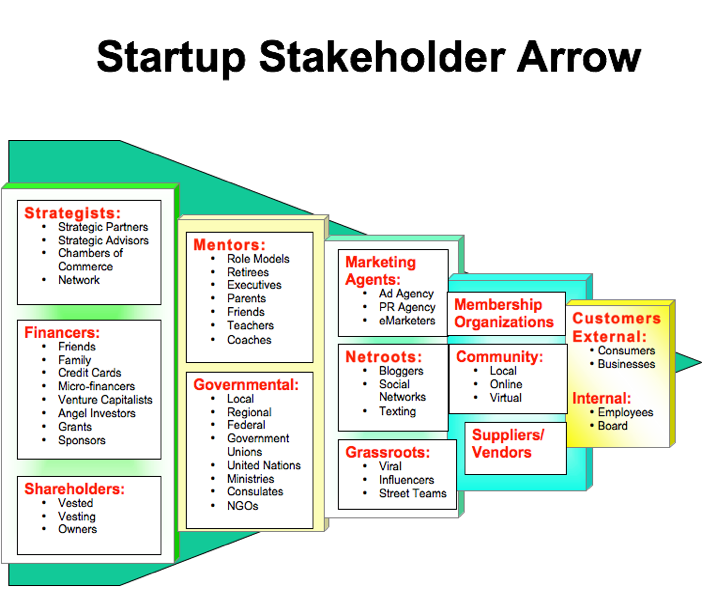 Startup Stakeholder Arrow
Strategists:
• Strategic Partners
• Strategic Advisors
• Chambers of
Commerce
• Network
Financers:
• Friends
• Family
• Credit Cards
• Micro-financers
• Venture Capitalists
• Angel Investors
• Grants
• Sponsors
Shareholders:
• Vested
• Vesting
• Owners
Mentors:
• Role Models
• Retirees
• Executives
• Parents
• Friends
• Teachers
• Coaches
Governmental:
• Local
• Regional
• Federal
• Government
Unions
• United Nations
• Ministries
• Consulates
• NGOs
Marketing
Agents:
• Ad Agency
• PR Agency
• eMarketers
Netroots:
• Bloggers
• Social
Networks
• Texting
Grassroots:
• Viral
• Influencers
• Street Teams
Membership
Organizations
Community:
• Local
• Online
• Virtual
Suppliers/
Vendors
Customers
External:
• Consumers
• Businesses
Internal:
• Employees
• Board